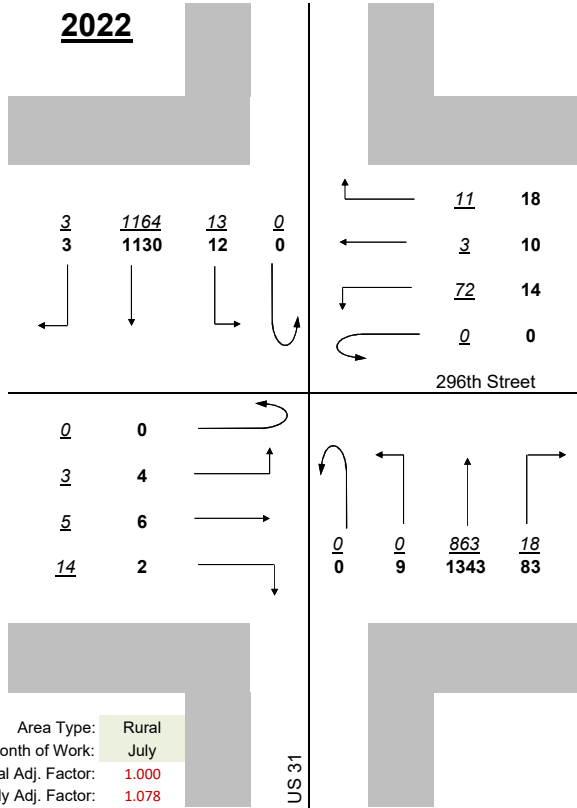 2022
3 1164 13 0
3 1130 12 0
11 18
3 10
72 14
0 0
296th Street
0 0
3 4
5 6
14 2
0 0 863 18
0 9 1343 83
Area Type: Rural
onth of Work: July
al Adj. Factor: 1.000
ly Adj. Factor: 1.078
US 31